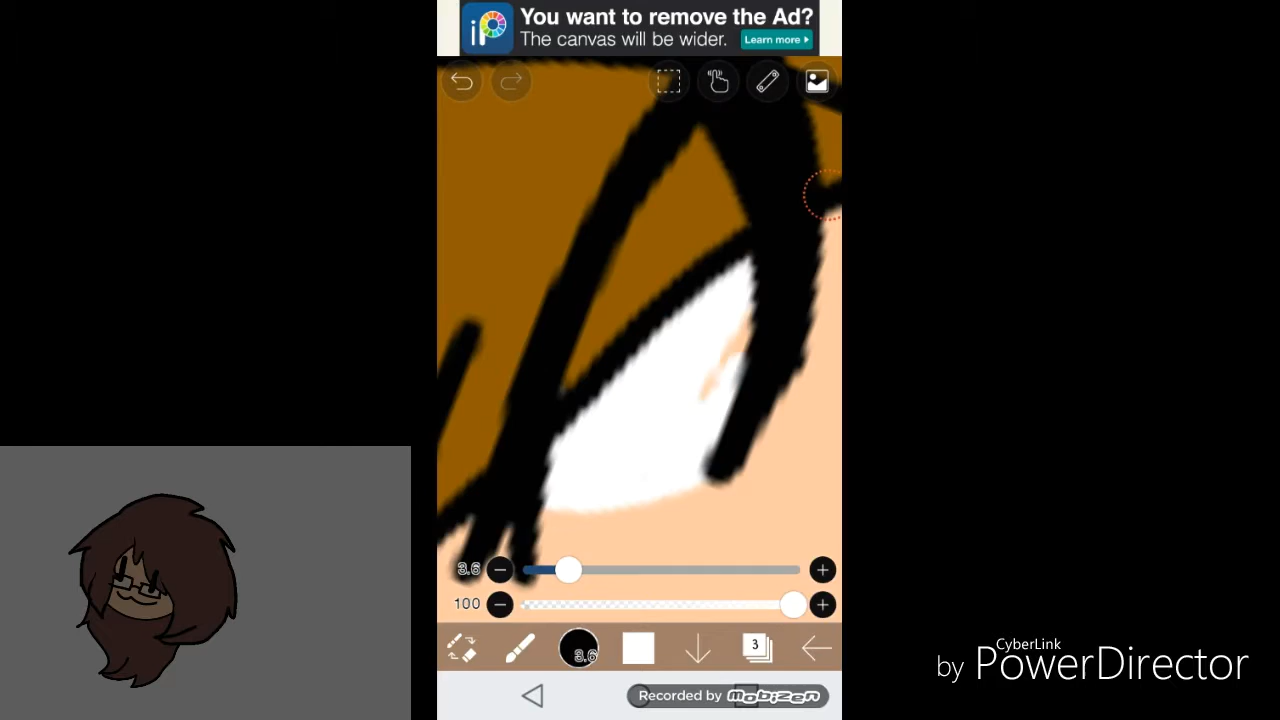 iP
You want to remove the Ad?
The canvas will be wider.
Learn more
3.6
100
3.6
3
Recorded by MOBIZEN
CyberLink
by PowerDirector